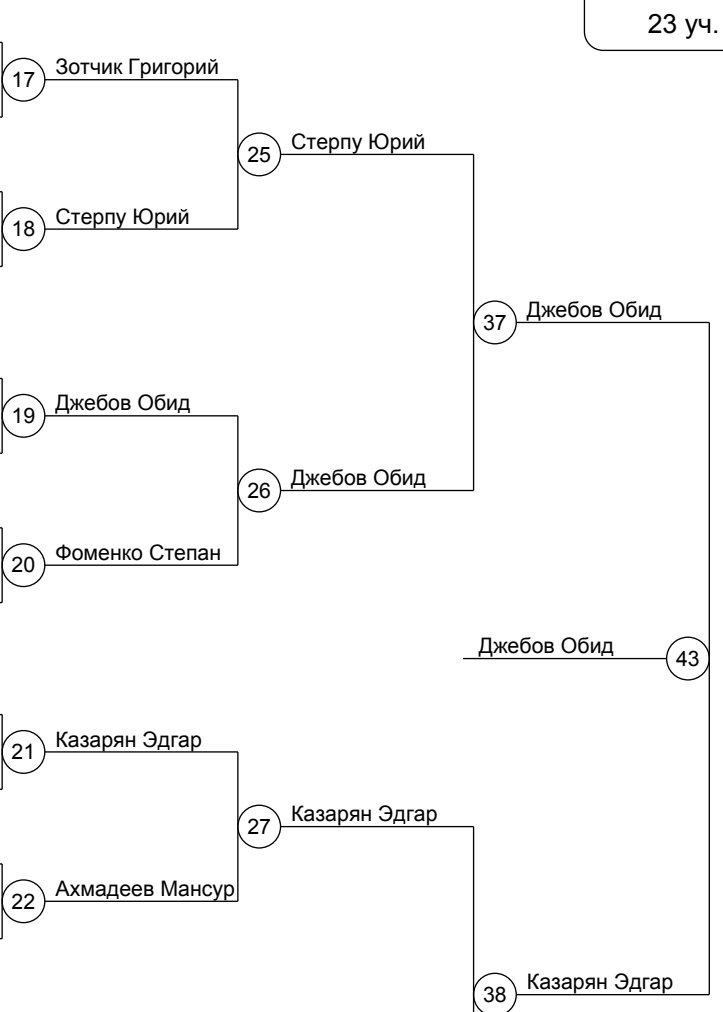 23 уч.
17 Зотчик Григорий
25 Стерпу Юрий
18 Стерпу Юрий
37 Джебов Обид
19 Джебов Обид
26 Джебов Обид
20 Фоменко Степан
Джебов Обид 43
21 Казарян Эдгар
27 Казарян Эдгар
22 Ахмадеев Мансур
38 Казарян Эдгар